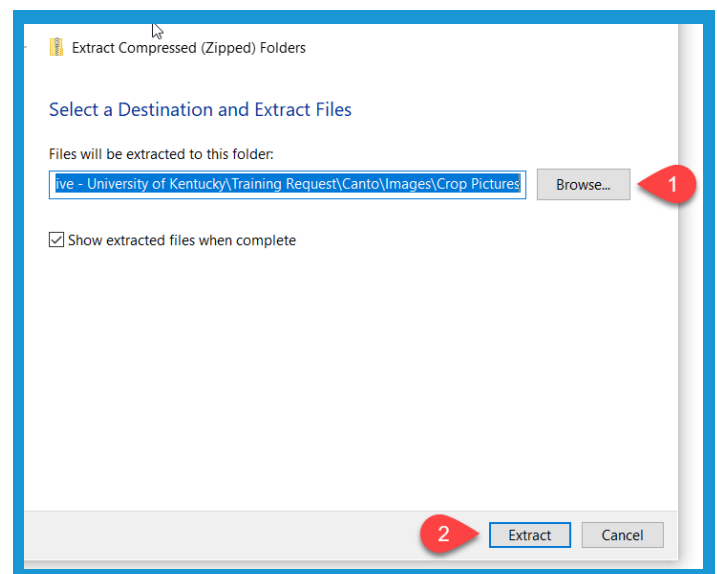 Extract Compressed (Zipped) Folders
Select a Destination and Extract Files
Files will be extracted to this folder:
ive - University of Kentucky\Training Request\Canto\Images\Crop Pictures
Browse...
1
Show extracted files when complete
2
Extract
Cancel